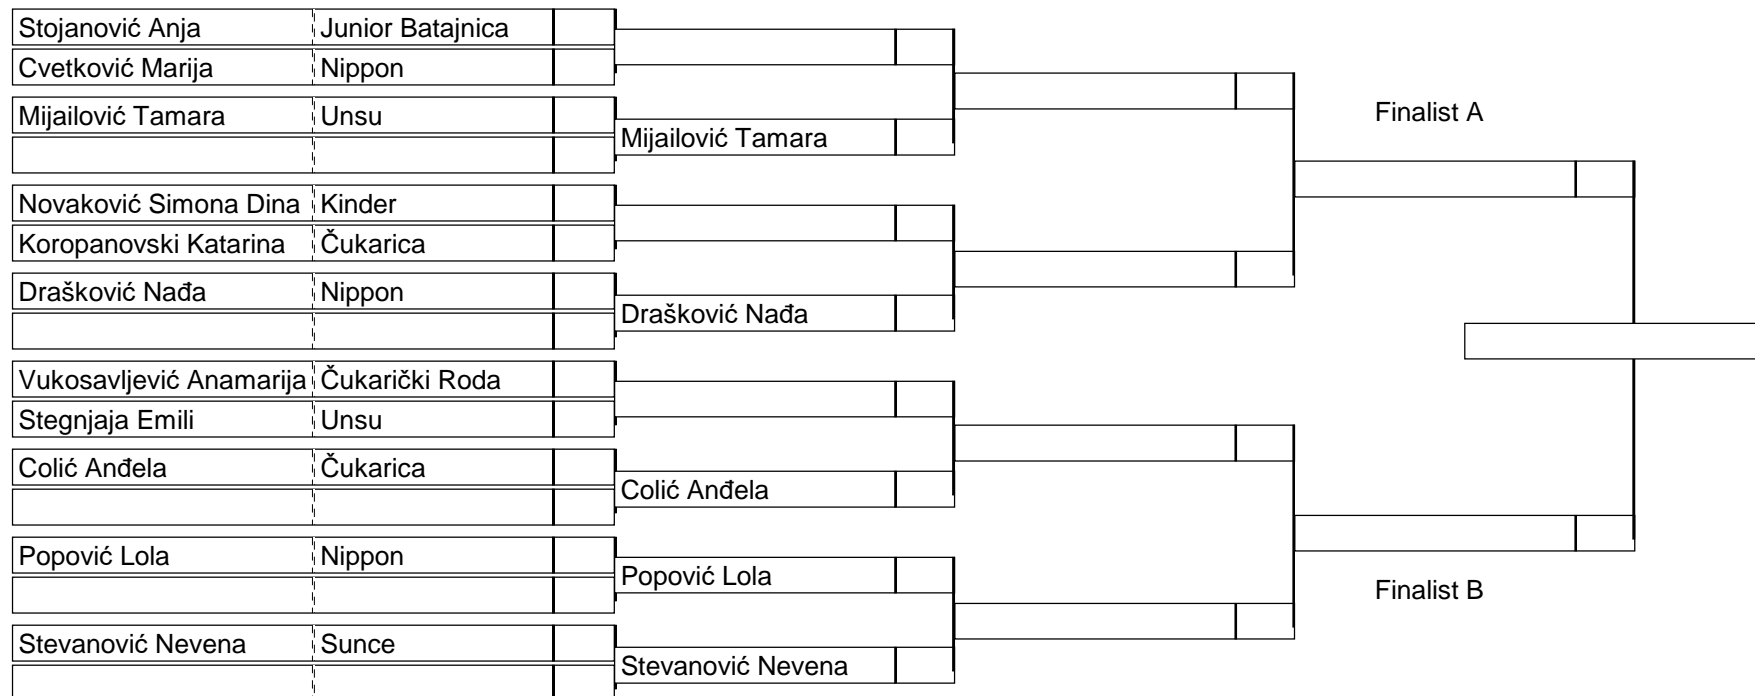 Stojanović Anja Junior Batajnica
Cvetković Marija Nippon
Mijailović Tamara Unsu
Finalist A
Mijailović Tamara
Novaković Simona Dina Kinder
Koropanovski Katarina Čukarica
Drašković Nađa Nippon
Drašković Nađa
Vukosavljević Anamarija Čukarički Roda
Stegnjaja Emili Unsu
Colić Anđela Čukarica
Colić Anđela
Popović Lola Nippon
Popović Lola
Finalist B
Stevanović Nevena Sunce
Stevanović Nevena